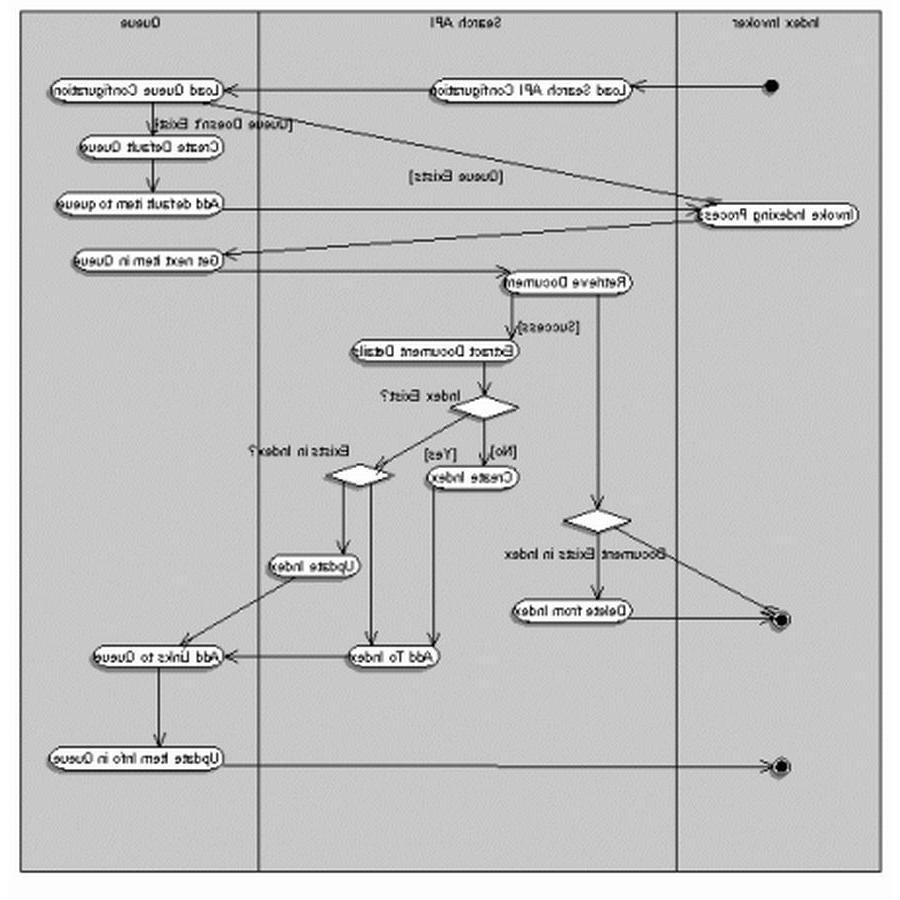 Index Invoker
Search API
Queue
Load Search API Configuration
Load Queue Configuration
[Queue Doesn't Exist]
Create Default Queue
[Queue Exists]
Add default item to queue
Invoke Indexing Process
Get next item in Queue
Retrieve Document
[Success]
Extract Document Details
Index Exist?
[No]
[Yes]
Exists in Index?
Create Index
Document Exists in Index
Update Index
Delete from Index
Add To Index
Add Links to Queue
Update Item Info in Queue